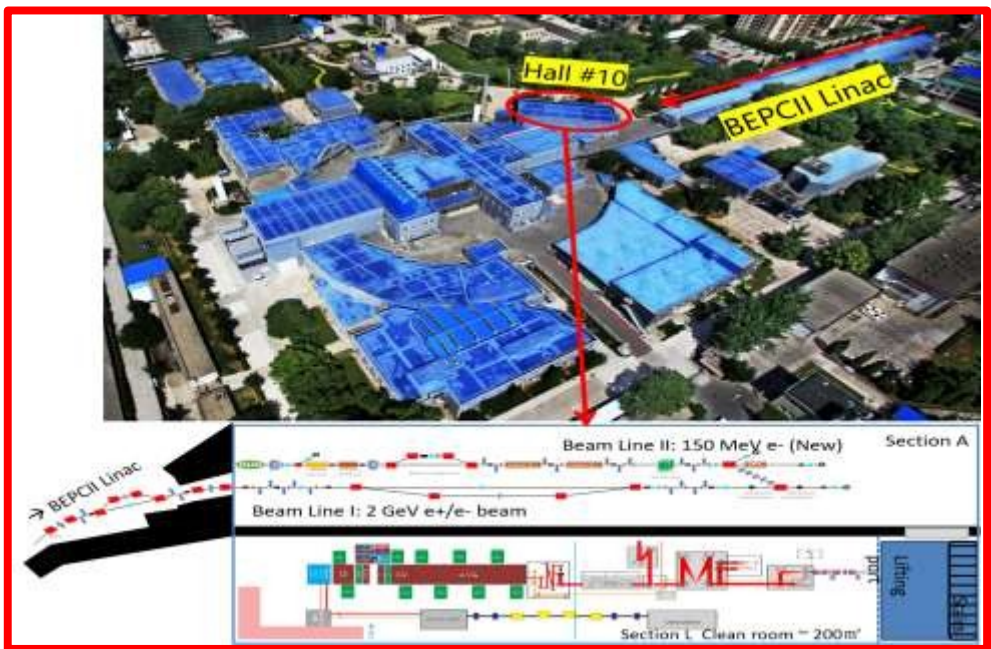 Hall #10
BEPCII Linac
Beam Line II: 150 MeV e- (New)
Section A
→ BEPCII Linac
Beam Line I: 2 GeV e+/e- beam
Lifting
port
Section L Clean room ~ 200㎡